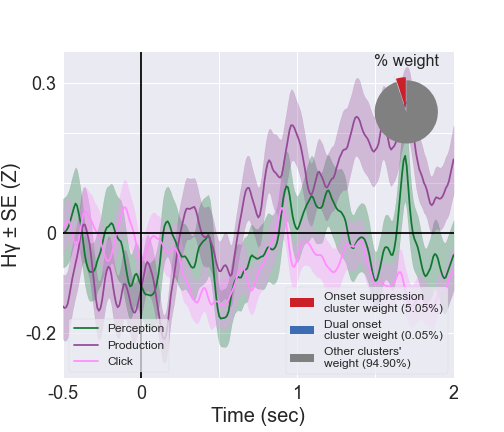 % weight
0.3
0
-0.2
Hγ ± SE (Z)
Perception
Production
Click
Onset suppression
cluster weight (5.05%)
Dual onset
cluster weight (0.05%)
Other clusters'
weight (94.90%)
-0.5
0
1
2
Time (sec)